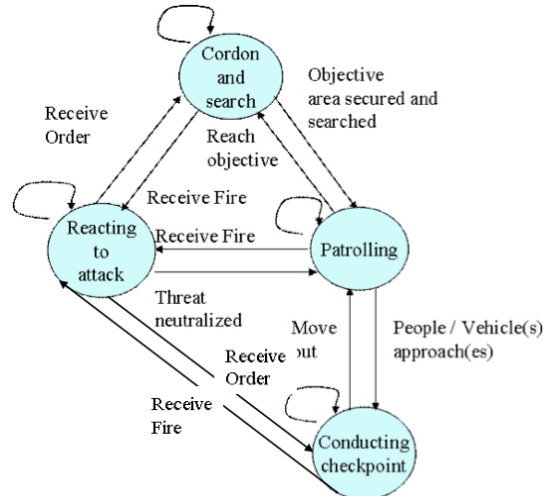 Cordon
and
search
Objective
area secured and
searched
Receive
Order
Reach
objective
Receive Fire
Reacting
to
attack
Receive Fire
Patrolling
Threat
neutralized
Move
out
People / Vehicle(s)
approach(es)
Receive
Order
Receive
Fire
Conducting
checkpoint